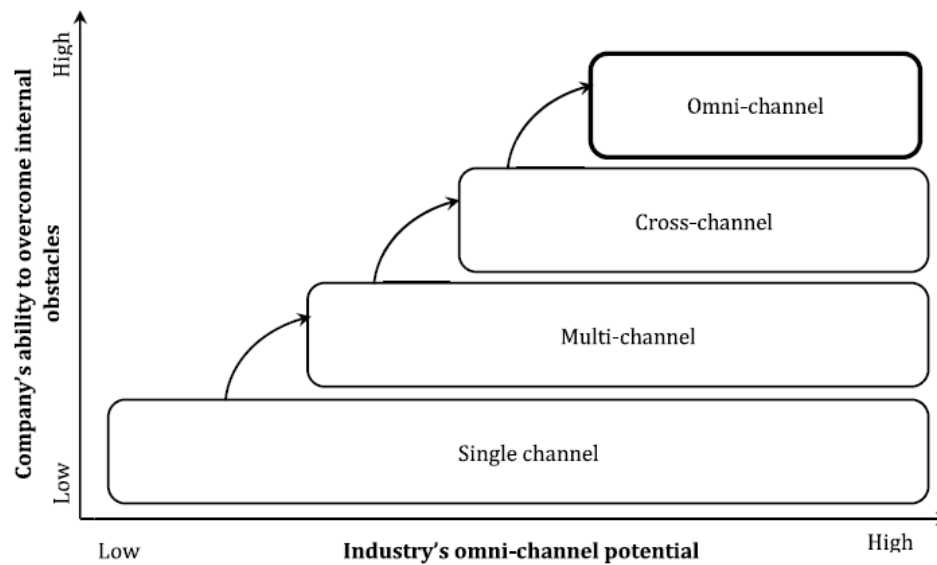 High
Company's ability to overcome internal
obstacles
Low
Omni-channel
Cross-channel
Multi-channel
Single channel
Low
Industry's omni-channel potential
High